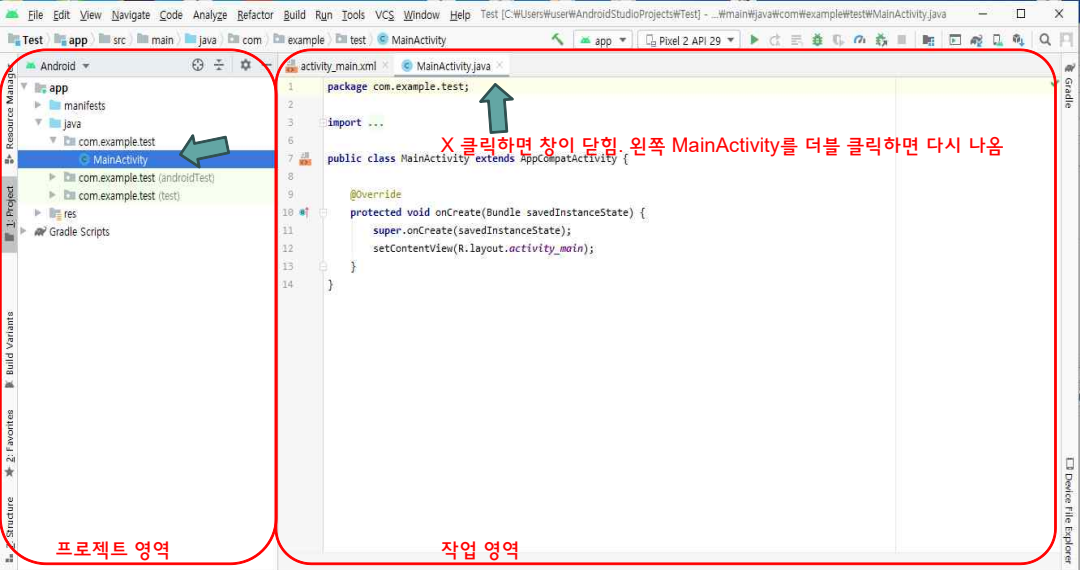 File Edit View Navigate Code Analyze Refactor Build Run Tools VCS Window Help Test [C:₩Users₩user₩AndroidStudioProjects₩Test] - ...₩main₩java₩com₩example₩test₩MainActivity.java
Test app src main java com example test MainActivity app Pixel 2 API 29
Android
activity_main.xml MainActivity.java
Resource Manager
1: Project
Build Variants
2: Favorites
Structure
app
manifests
java
com.example.test
MainActivity
com.example.test (androidTest)
com.example.test (test)
res
Gradle Scripts
프로젝트 영역
1 package com.example.test;
2
3 import ...
6
X 클릭하면 창이 닫힘. 왼쪽 MainActivity를 더블 클릭하면 다시 나옴
7 public class MainActivity extends AppCompatActivity {
8
9 @Override
10 protected void onCreate(Bundle savedInstanceState) {
11 super.onCreate(savedInstanceState);
12 setContentView(R.layout.activity_main);
13 }
14 }
작업 영역
Gradle
Device File Explorer